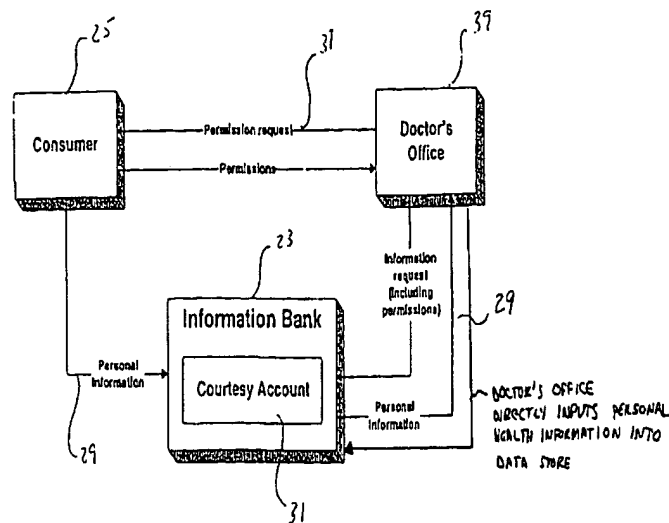 25
37
39
Consumer
Permission request
Doctor's
Office
Permissions
23
Information
request
(including
permissions)
29
Information Bank
Personal
Information
Courtesy Account
Personal
Information
DOCTOR'S OFFICE
DIRECTLY INPUTS PERSONAL
HEALTH INFORMATION INTO
DATA STORE
29
31